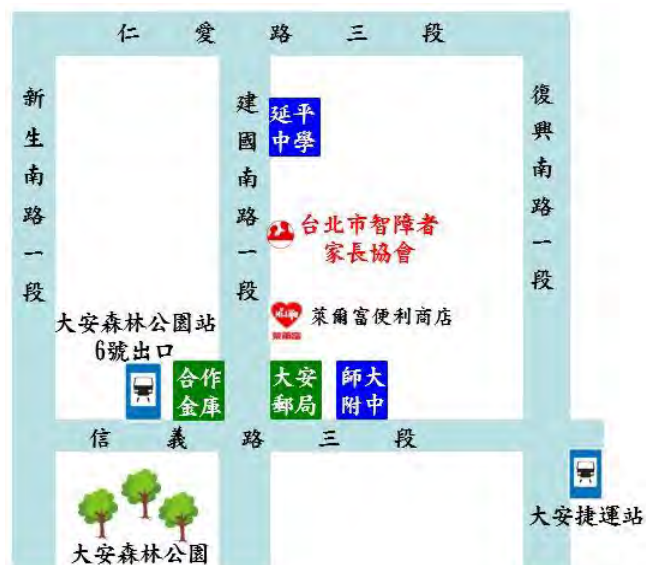 仁愛路三段
新生南路一段
建國南路一段
復興南路一段
延平
中學
台北市智障者
家長協會
萊爾富便利商店
萊爾富
大安森林公園站
6號出口
合作
金庫
大安
郵局
師大
附中
信義路三段
大安捷運站
大安森林公園